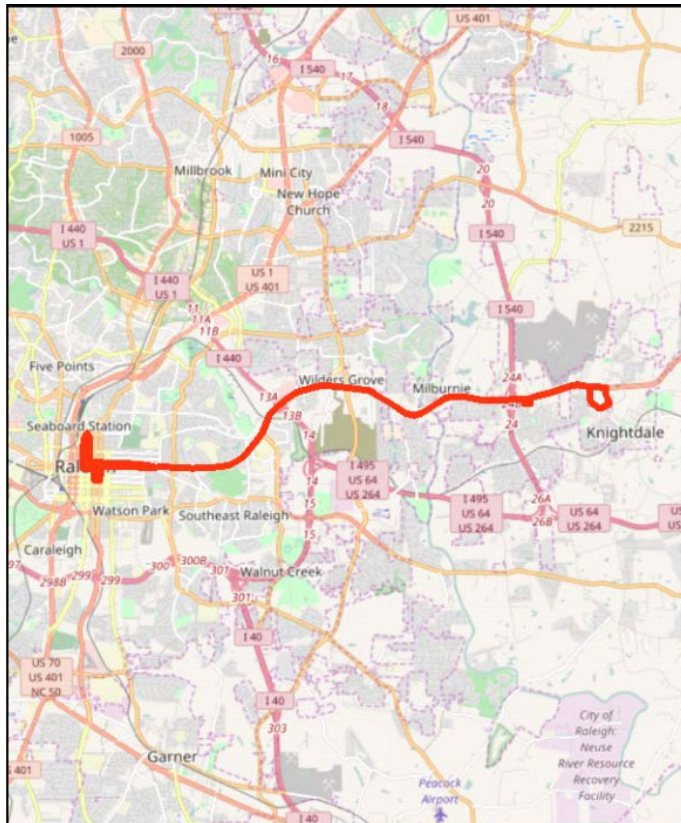 US 401
2000
16
I 540
17
18
1005
I 540
Millbrook
Mini City
20
New Hope
Church
20
2215
I 440
US 1
I 540
I 440
US 1
US 1
US 401
11
11A
11B
I 540
Five Points
I 440
24A
Wilders Grove
Milburnie
13A
13B
24
Seaboard Station
14
Knightdale
I 495
US 64
US 264
14
26A
I 495
US 64
US 264
US 64
US 264
26B
Watson Park
Southeast Raleigh
15
15
Caraleigh
97
298B
299
299
300
300B
301
Walnut Creek
301
I 40
US 70
US 401
NC 50
I 40
303
City of
Raleigh:
Neuse
River Resource
Recovery
Facility
Garner
401
Peacock
Airport
I 40